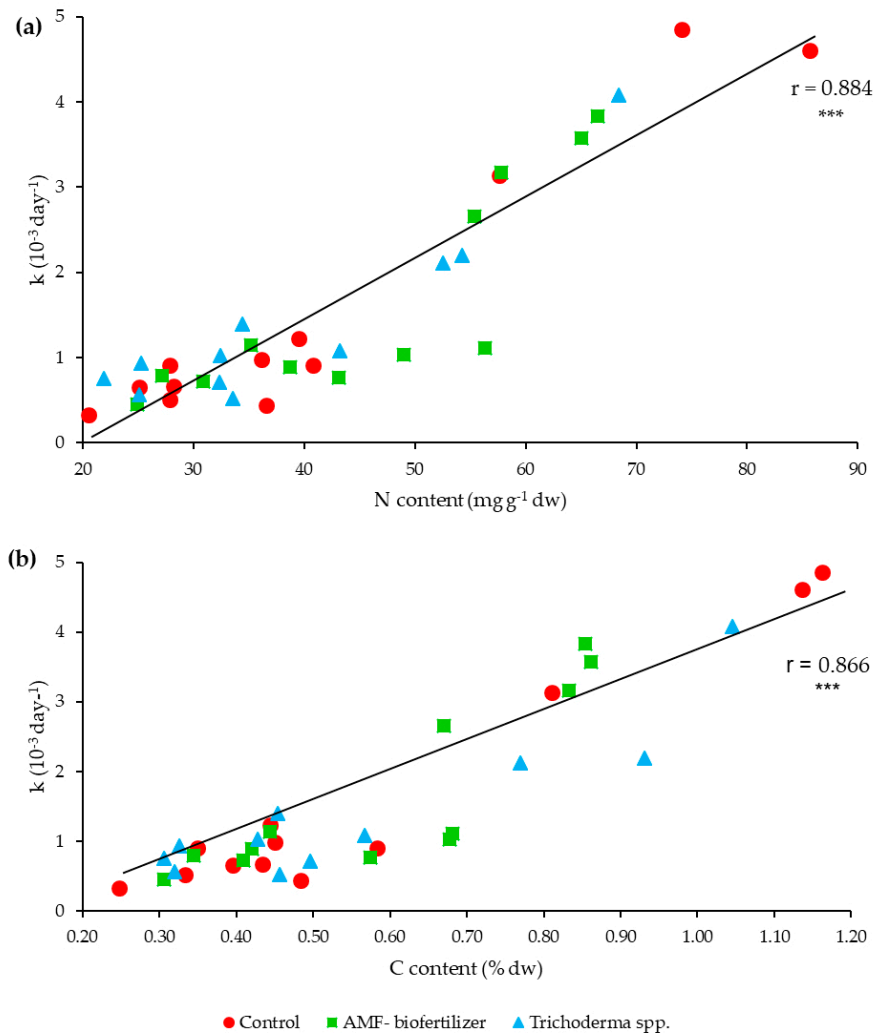 (a)
5
4
3
2
1
0
k (10⁻³ day⁻¹)
r = 0.884
***
20 30 40 50 60 70 80 90
N content (mg g⁻¹ dw)
(b)
5
4
3
2
1
0
k (10⁻³ day-¹)
r = 0.866
***
0.20 0.30 0.40 0.50 0.60 0.70 0.80 0.90 1.00 1.10 1.20
C content (% dw)
Control AMF- biofertilizer Trichoderma spp.